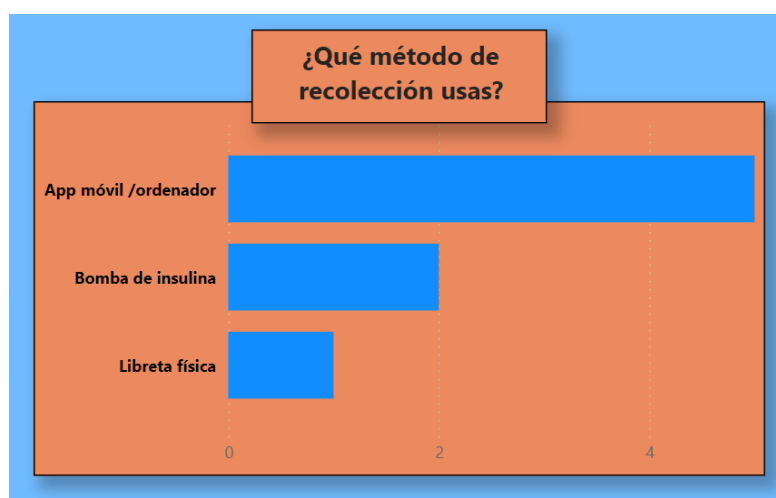 ¿Qué método de
recolección usas?
App móvil /ordenador
Bomba de insulina
Libreta física
0 2 4